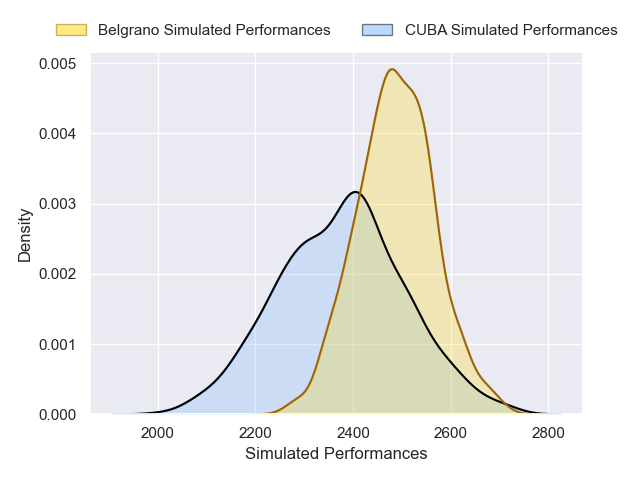 Belgrano Simulated Performances CUBA Simulated Performances
0.005
0.004
0.003
0.002
0.001
0.000
Density
2000 2200 2400 2600 2800
Simulated Performances